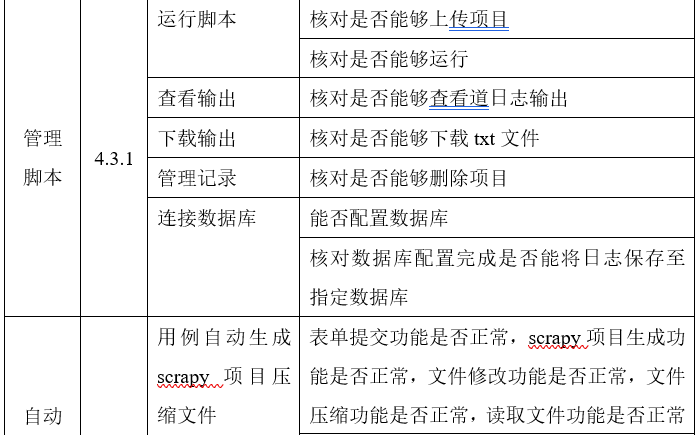 运行脚本
核对是否能够上传项目
核对是否能够运行
查看输出
核对是否能够查看道日志输出
管理
脚本
4.3.1
下载输出
核对是否能够下载 txt 文件
管理记录
核对是否能够删除项目
连接数据库
能否配置数据库
核对数据库配置完成是否能将日志保存至
指定数据库
自动
用例自动生成
scrapy 项目压
缩文件
表单提交功能是否正常，scrapy 项目生成功
能是否正常，文件修改功能是否正常，文件
压缩功能是否正常，读取文件功能是否正常